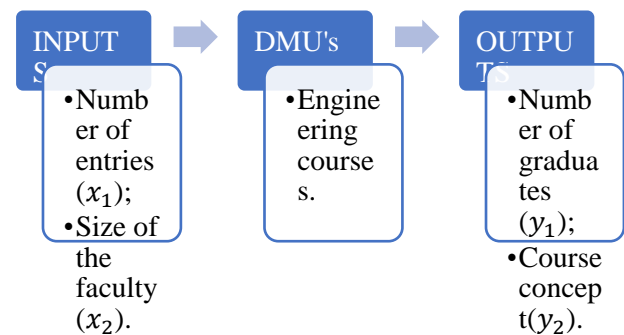 INPUT
S
•Numb
er of
entries
(𝑥₁);
•Size of
the
faculty
(𝑥₂).
DMU's
•Engine
ering
course
s.
OUTPU
TS
•Numb
er of
gradua
tes
(𝑦₁);
•Course
concep
t(𝑦₂).